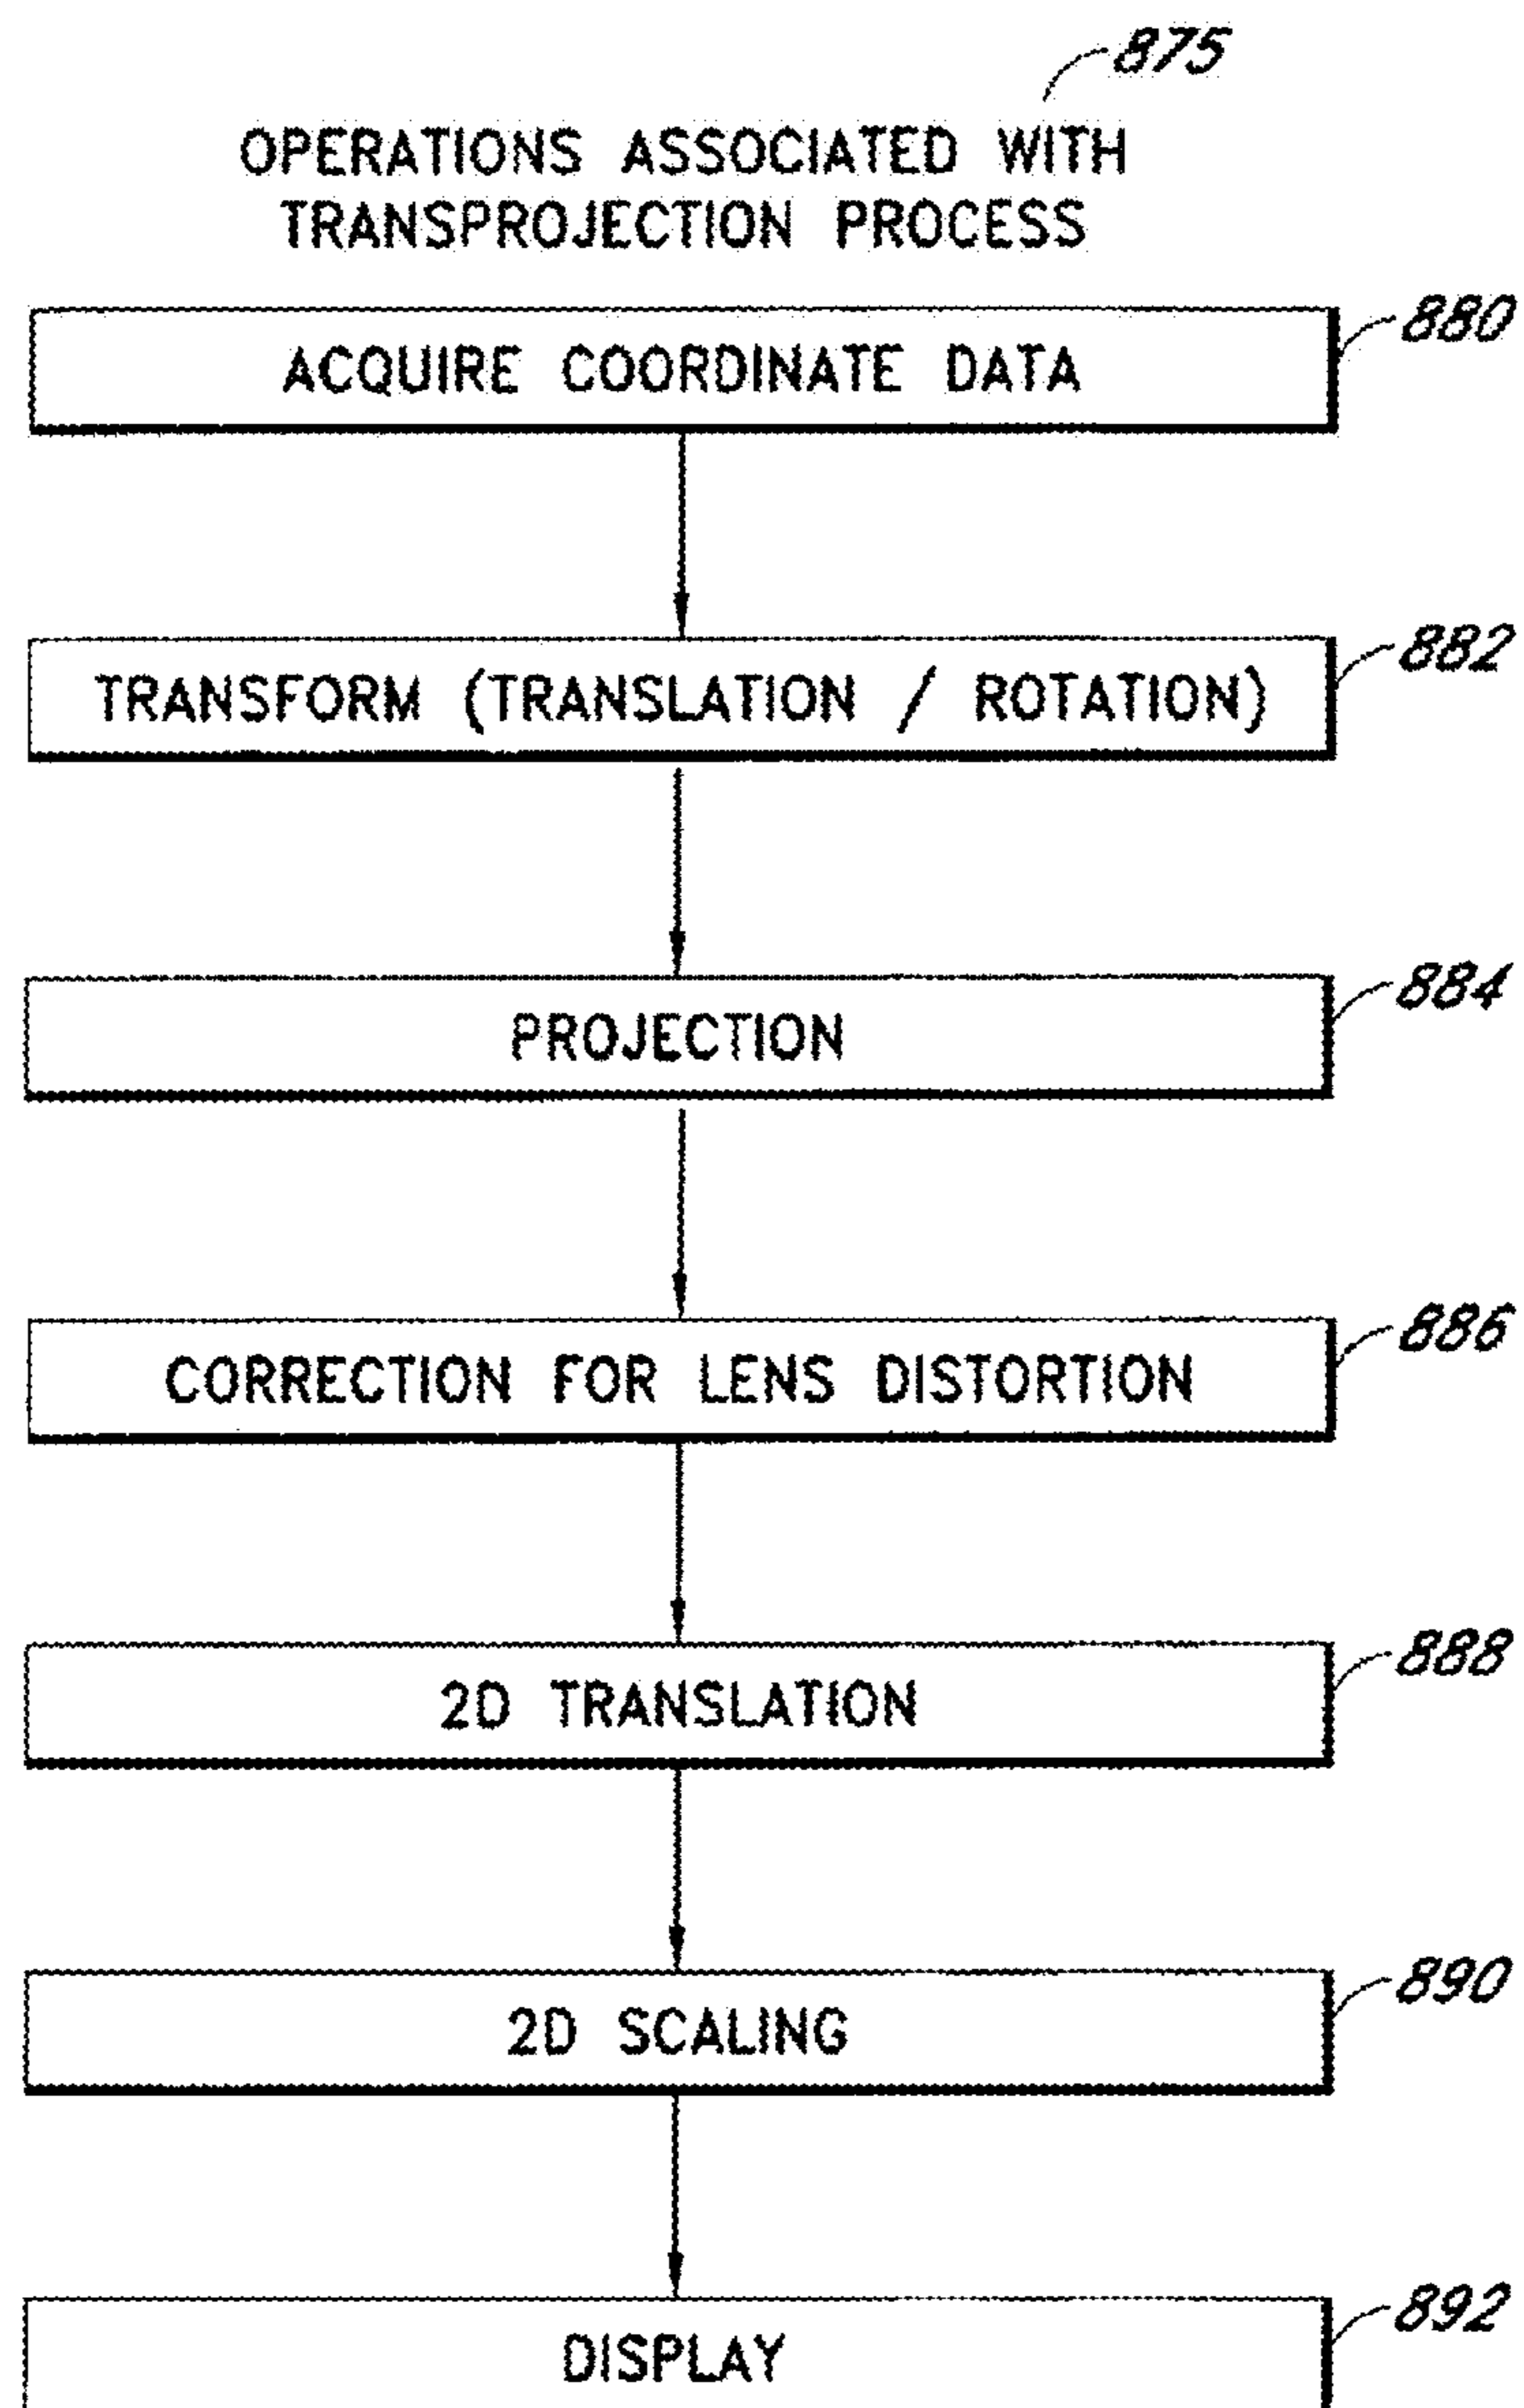 875
OPERATIONS ASSOCIATED WITH
TRANSPROJECTION PROCESS
880
ACQUIRE COORDINATE DATA
882
TRANSFORM (TRANSLATION / ROTATION)
884
PROJECTION
886
CORRECTION FOR LENS DISTORTION
888
2D TRANSLATION
890
2D SCALING
892
DISPLAY